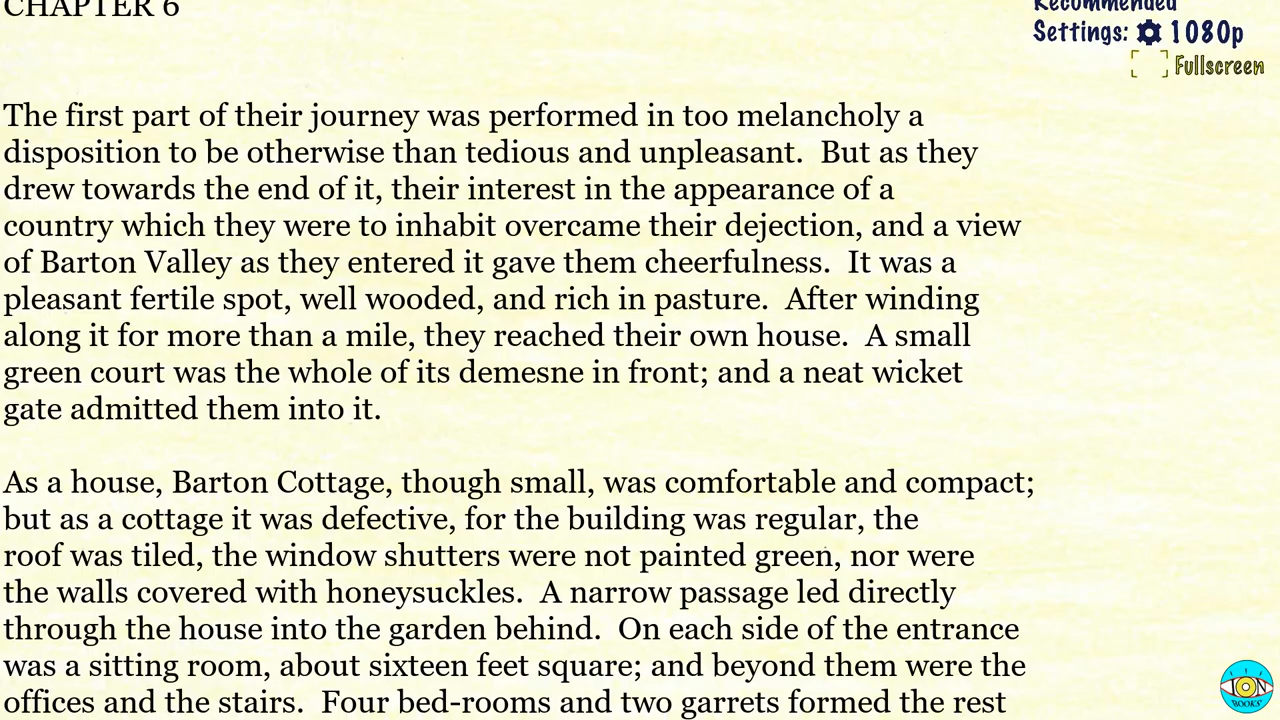 CHAPTER 6
Recommended
Settings: 1080p
Fullscreen
The first part of their journey was performed in too melancholy a
disposition to be otherwise than tedious and unpleasant.  But as they
drew towards the end of it, their interest in the appearance of a
country which they were to inhabit overcame their dejection, and a view
of Barton Valley as they entered it gave them cheerfulness.  It was a
pleasant fertile spot, well wooded, and rich in pasture.  After winding
along it for more than a mile, they reached their own house.  A small
green court was the whole of its demesne in front; and a neat wicket
gate admitted them into it.
As a house, Barton Cottage, though small, was comfortable and compact;
but as a cottage it was defective, for the building was regular, the
roof was tiled, the window shutters were not painted green, nor were
the walls covered with honeysuckles.  A narrow passage led directly
through the house into the garden behind.  On each side of the entrance
was a sitting room, about sixteen feet square; and beyond them were the
offices and the stairs.  Four bed-rooms and two garrets formed the rest
ION
BOOKS